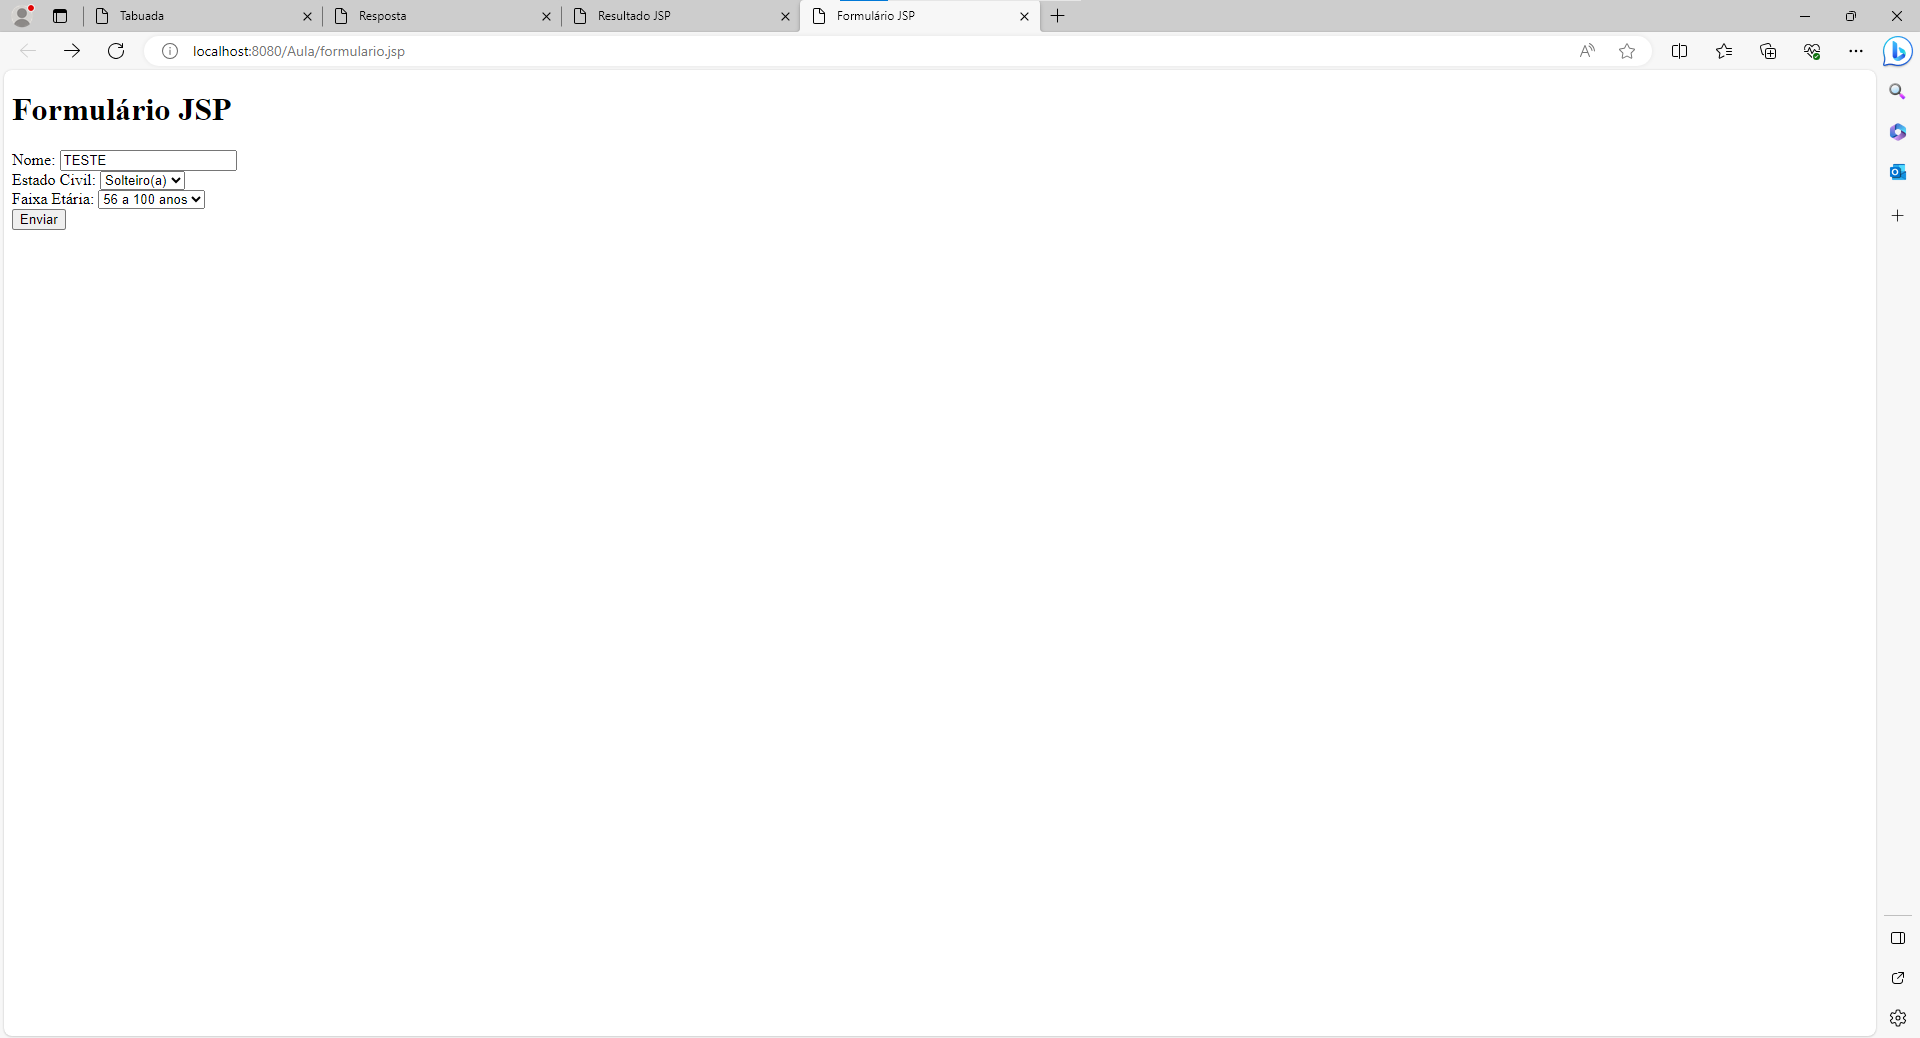 Tabuada
Resposta
Resultado JSP
Formulário JSP
localhost:8080/Aula/formulario.jsp
Formulário JSP
Nome: TESTE
Estado Civil: Solteiro(a)
Faixa Etária: 56 a 100 anos
Enviar